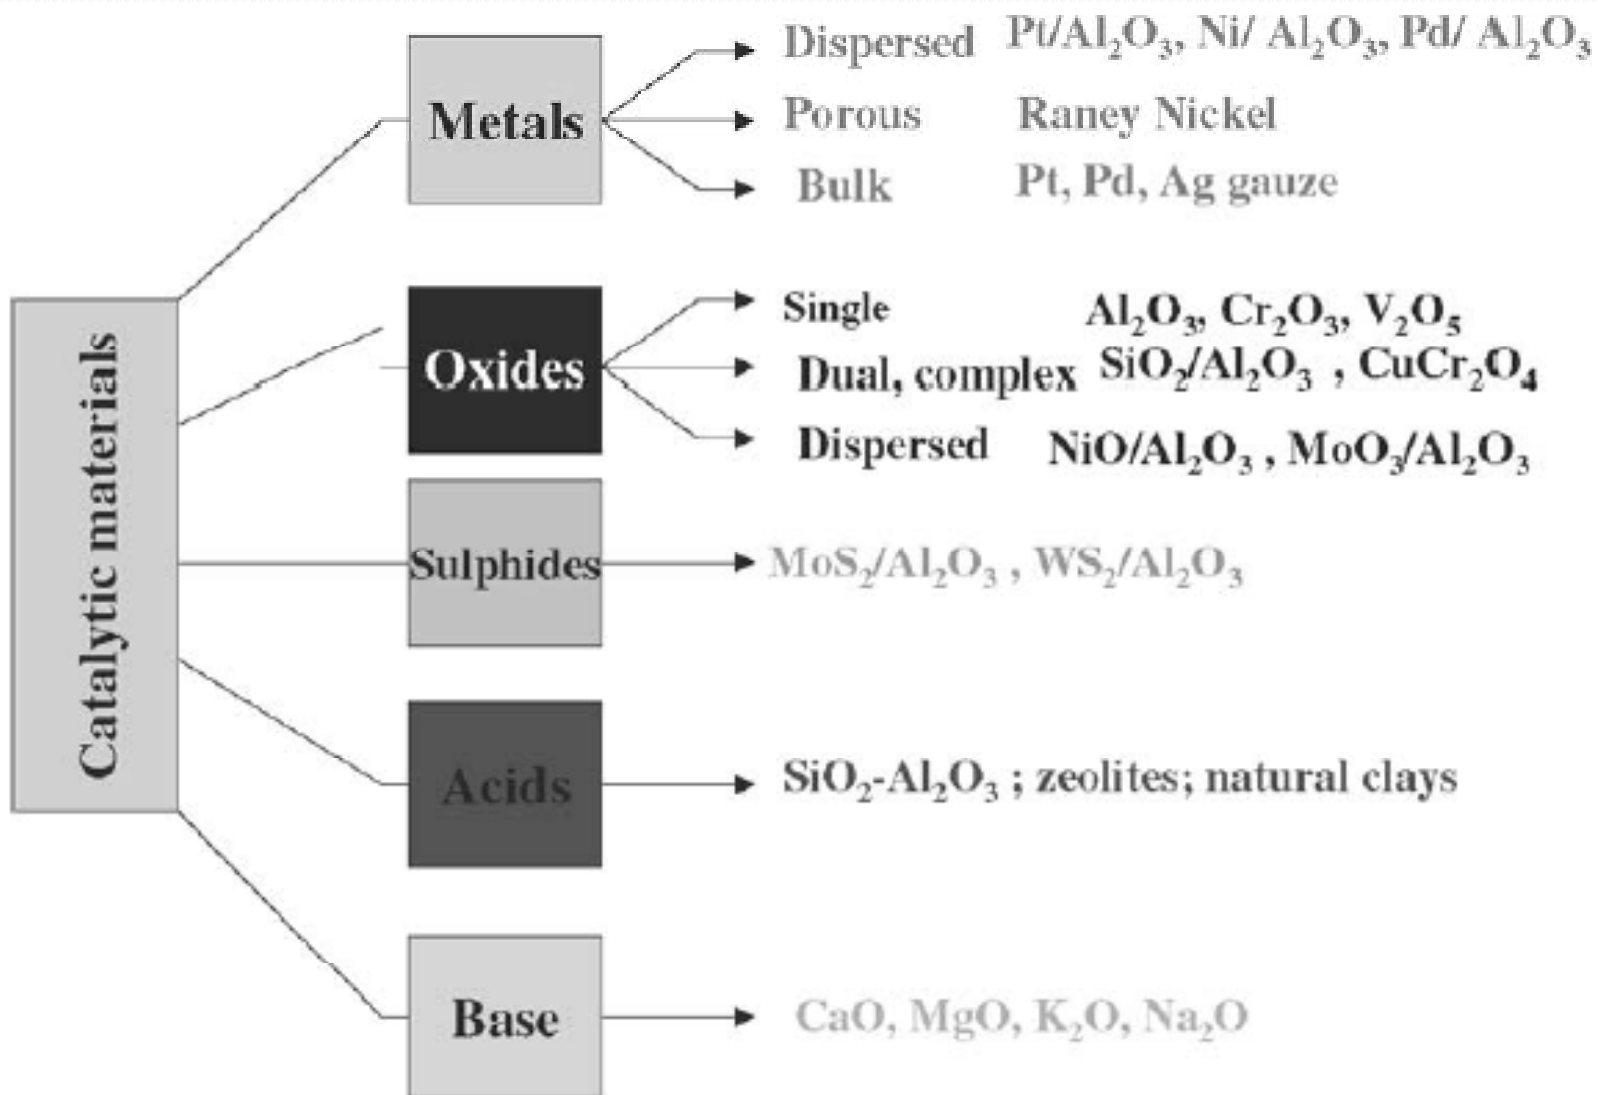 Catalytic materials
Metals
Dispersed Pt/Al₂O₃, Ni/ Al₂O₃, Pd/ Al₂O₃
Porous Raney Nickel
Bulk Pt, Pd, Ag gauze
Oxides
Single Al₂O₃, Cr₂O₃, V₂O₅
Dual, complex SiO₂/Al₂O₃ , CuCr₂O₄
Dispersed NiO/Al₂O₃ , MoO₃/Al₂O₃
Sulphides
MoS₂/Al₂O₃ , WS₂/Al₂O₃
Acids
SiO₂-Al₂O₃ ; zeolites; natural clays
Base
CaO, MgO, K₂O, Na₂O